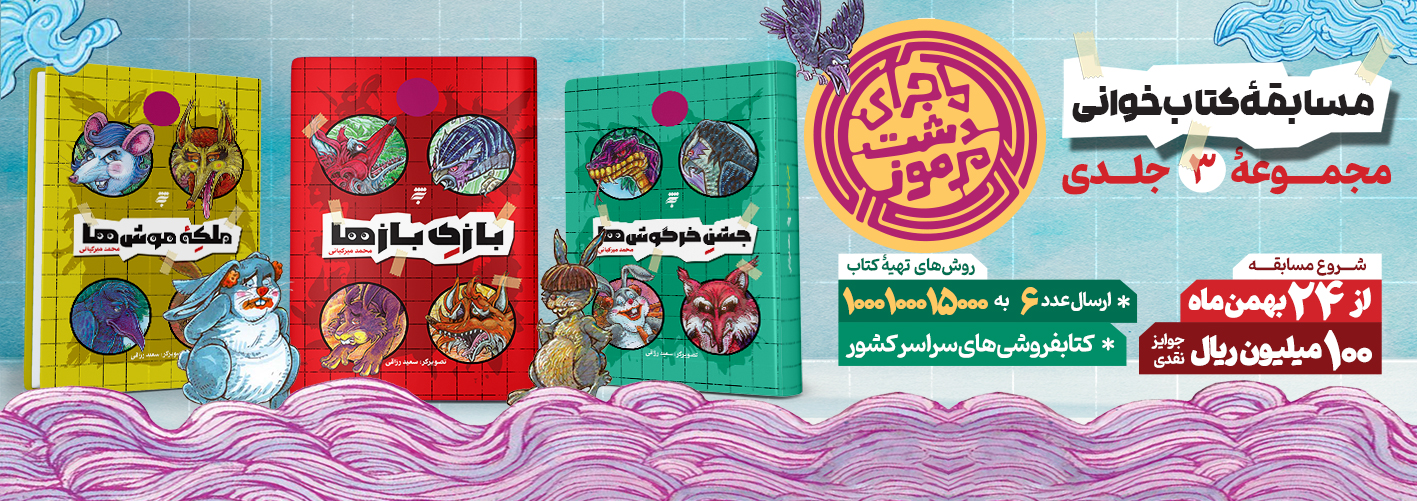 مسابقهٔ کتاب‌خوانی
مجموعهٔ ۳ جلدی
ماجرای
دشت
مرموز
شروع مسابقه
از ۲۴ بهمن ماه
۱۰۰ میلیون ریال جوایز نقدی
روش‌های تهیهٔ کتاب
* ارسال عدد ۶ به ۱۰۰۰۱۰۰۰۱۵۰۰۰
* کتابفروشی‌های سراسر کشور
جشن خرگوش‌ها
محمد میرکیانی
تصویرگر: سعید رزاقی
بازی بازها
محمد میرکیانی
تصویرگر: سعید رزاقی
ملکهٔ موش‌ها
محمد میرکیانی
تصویرگر: سعید رزاقی